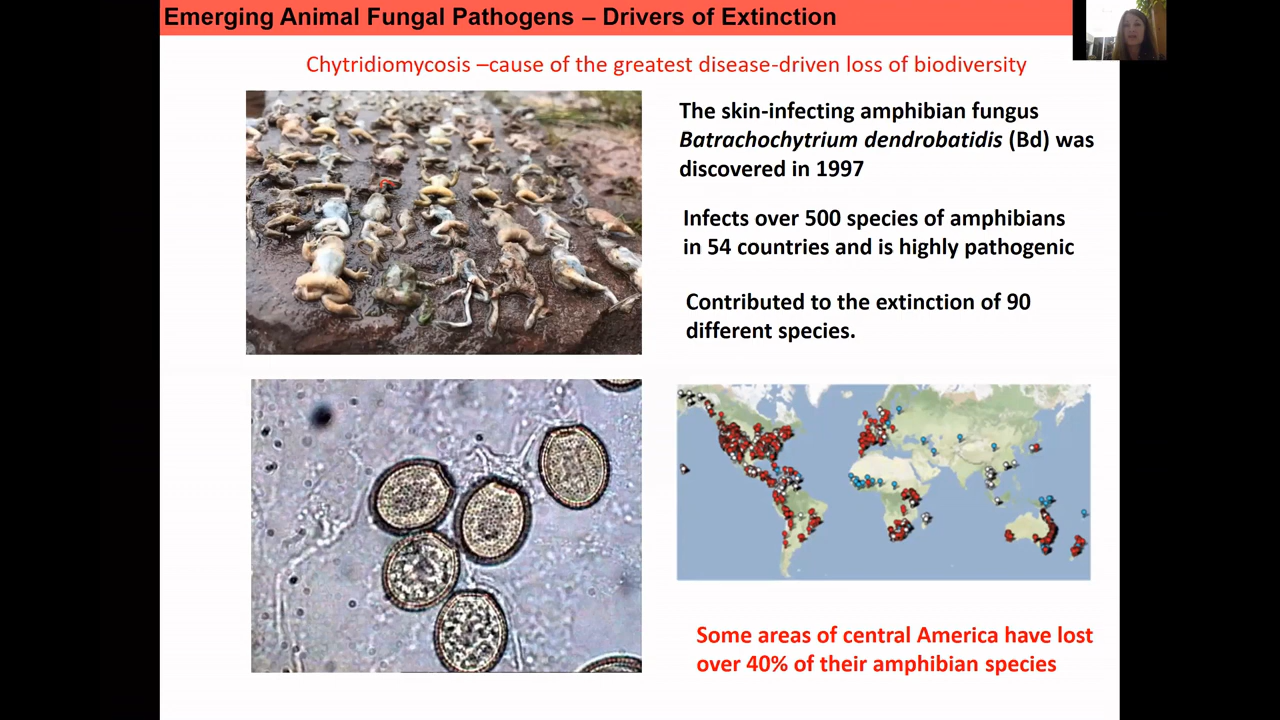 Emerging Animal Fungal Pathogens – Drivers of Extinction
Chytridiomycosis –cause of the greatest disease-driven loss of biodiversity
The skin-infecting amphibian fungus
Batrachochytrium dendrobatidis (Bd) was
discovered in 1997
Infects over 500 species of amphibians
in 54 countries and is highly pathogenic
Contributed to the extinction of 90
different species.
Some areas of central America have lost
over 40% of their amphibian species